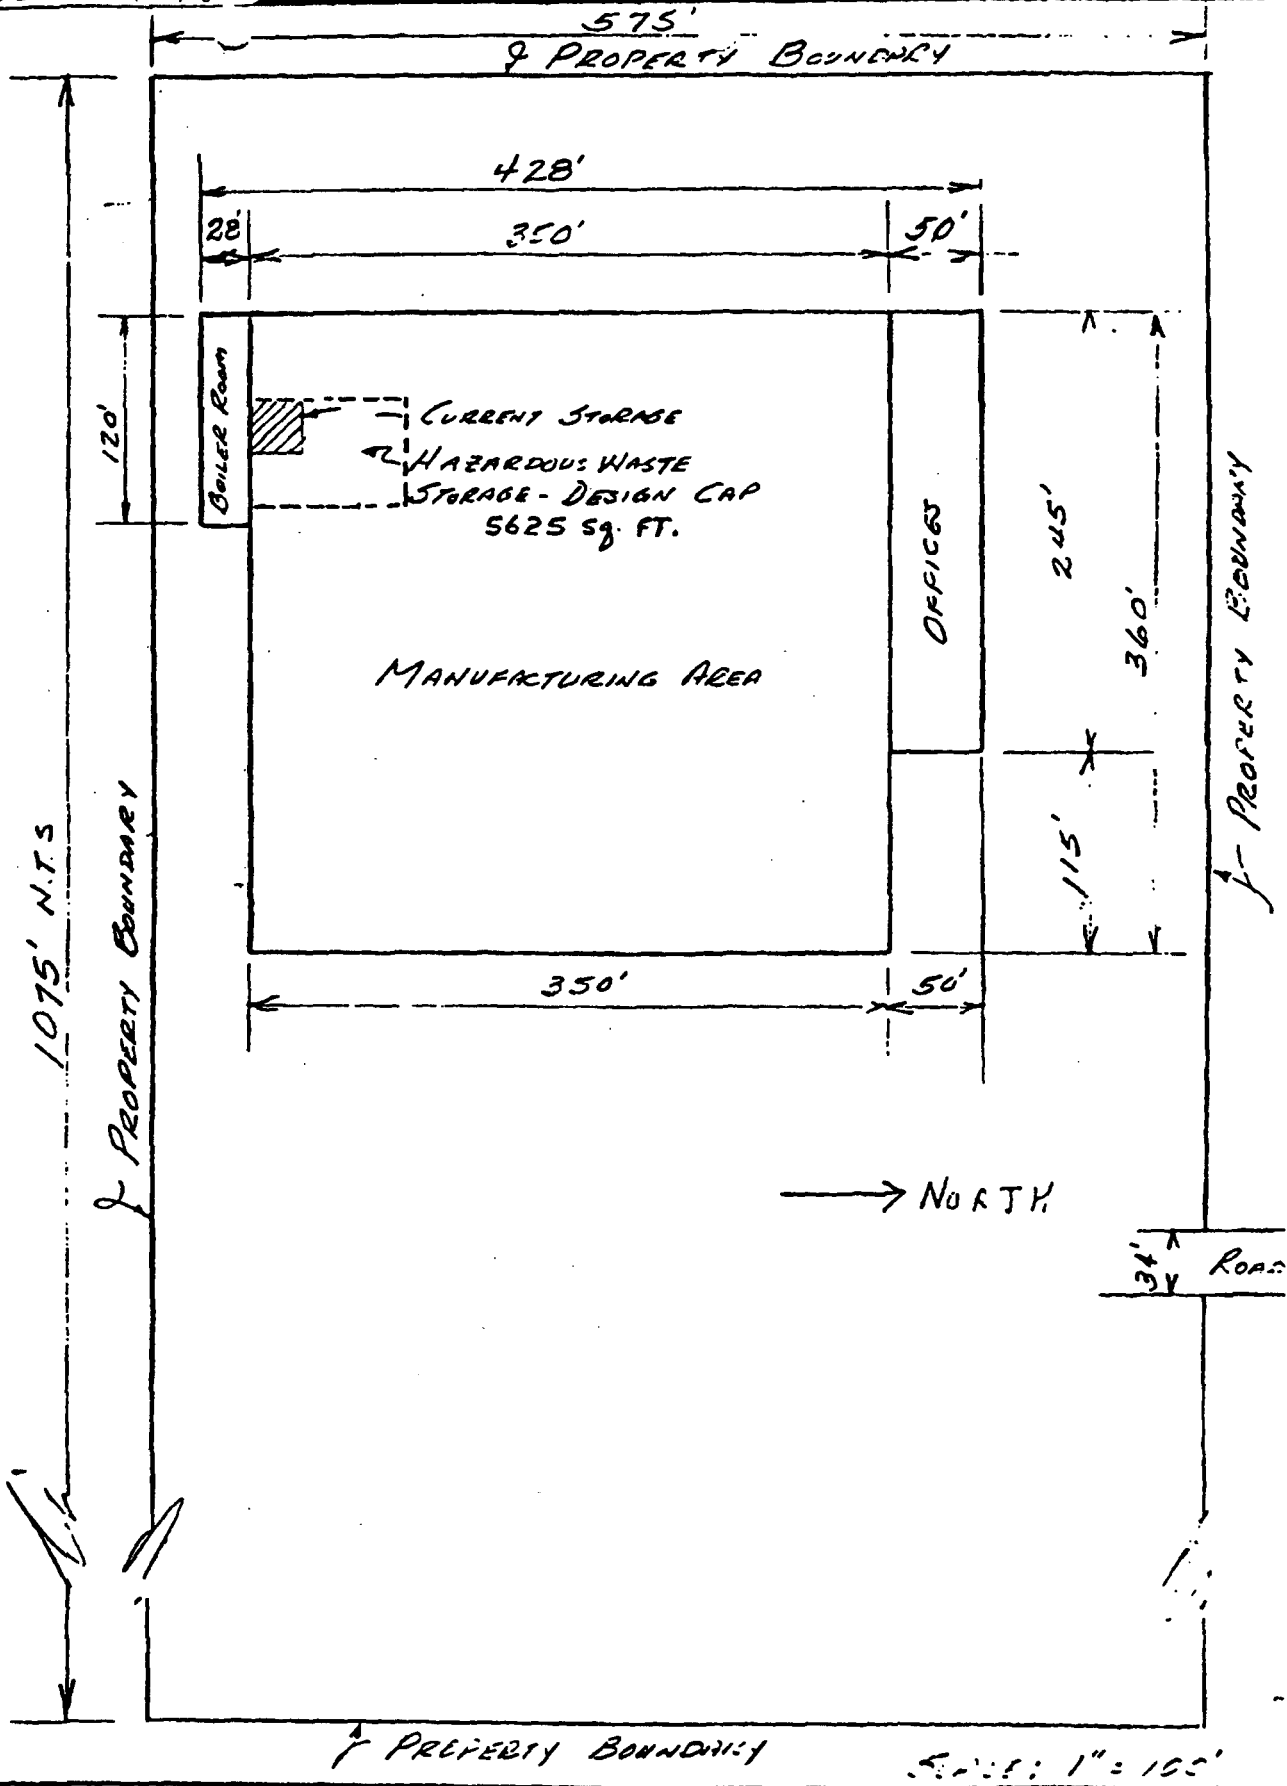 575'
PROPERTY BOUNDARY
428'
28'
350'
50'
120'
BOILER ROOM
CURRENT STORAGE
HAZARDOUS WASTE
STORAGE - DESIGN CAP
5625 Sq. FT.
OFFICES
245'
360'
PROPERTY BOUNDARY
MANUFACTURING AREA
115'
1075' N.T.S
PROPERTY BOUNDARY
350'
50'
NORTH
34'
ROAD
PROPERTY BOUNDARY
SCALE: 1" = 100'